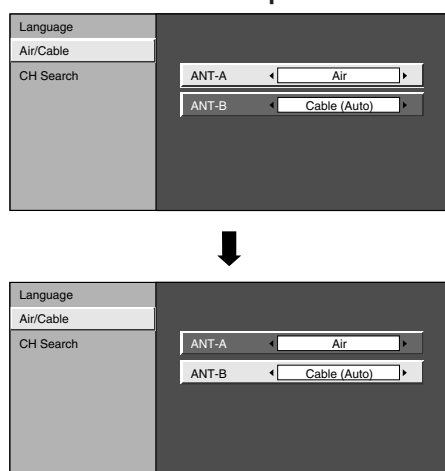 Language
Air/Cable
CH Search
ANT-A Air
ANT-B Cable (Auto)
Language
Air/Cable
CH Search
ANT-A Air
ANT-B Cable (Auto)